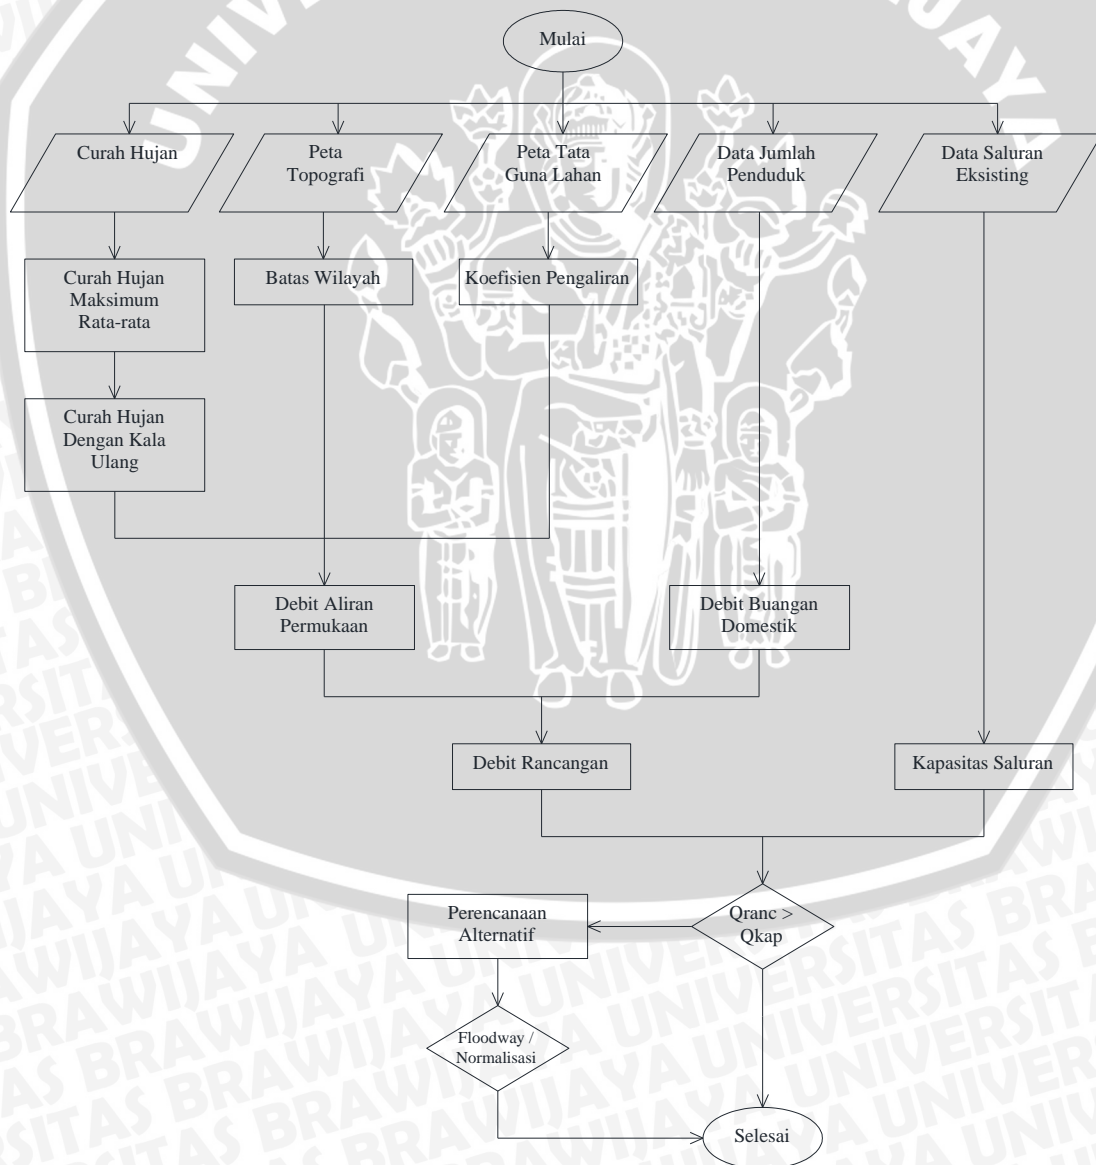 Mulai
Curah Hujan
Peta
Topografi
Peta Tata
Guna Lahan
Data Jumlah
Penduduk
Data Saluran
Eksisting
Curah Hujan
Maksimum
Rata-rata
Batas Wilayah
Koefisien Pengaliran
Curah Hujan
Dengan Kala
Ulang
Debit Aliran
Permukaan
Debit Buangan
Domestik
Debit Rancangan
Kapasitas Saluran
Perencanaan
Alternatif
Qranc >
Qkap
Floodway /
Normalisasi
Selesai